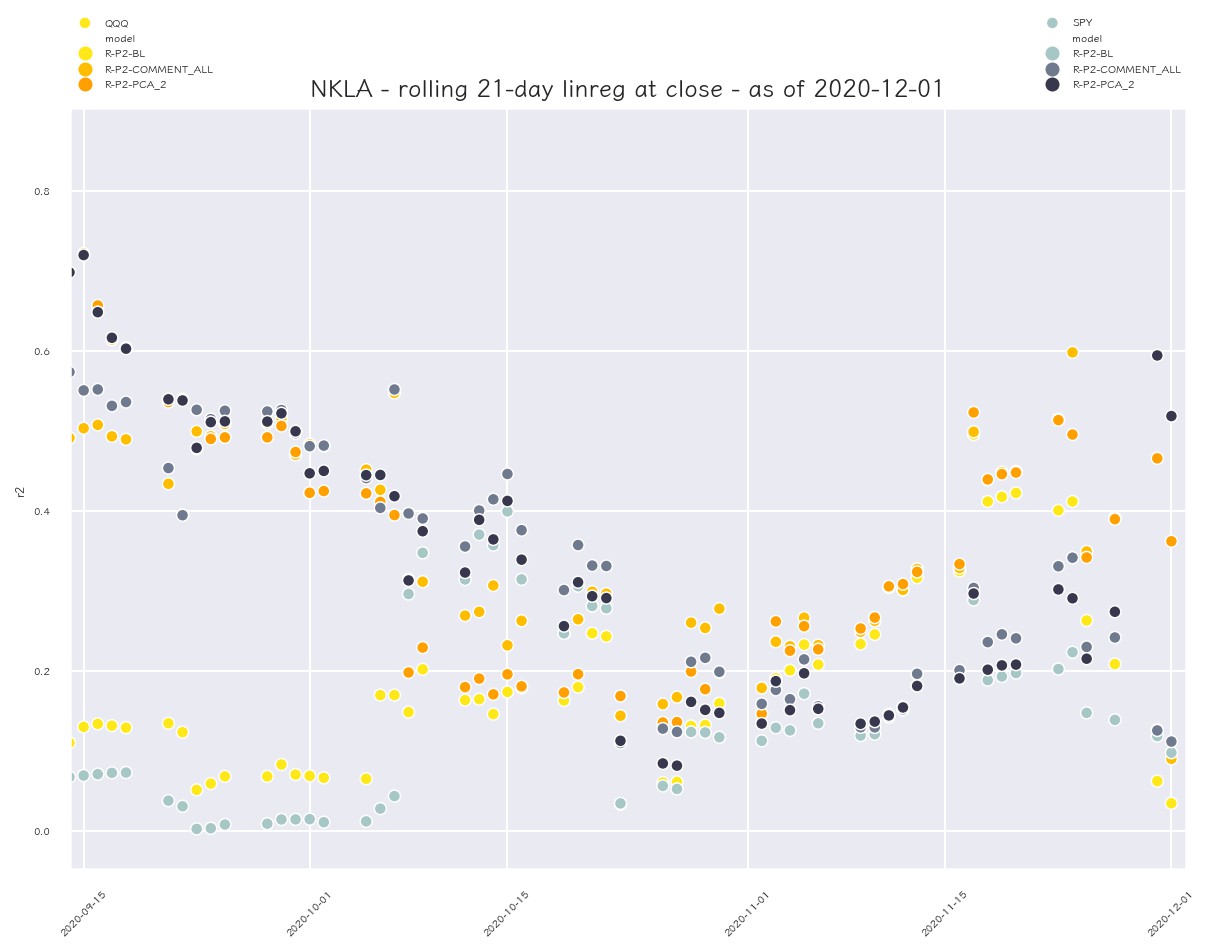 QQQ
model
R-P2-BL
R-P2-COMMENT_ALL
R-P2-PCA_2
SPY
model
R-P2-BL
R-P2-COMMENT_ALL
R-P2-PCA_2
NKLA - rolling 21-day linreg at close - as of 2020-12-01
0.8
0.6
0.4
0.2
0.0
r2
2020-09-15
2020-10-01
2020-10-15
2020-11-01
2020-11-15
2020-12-01